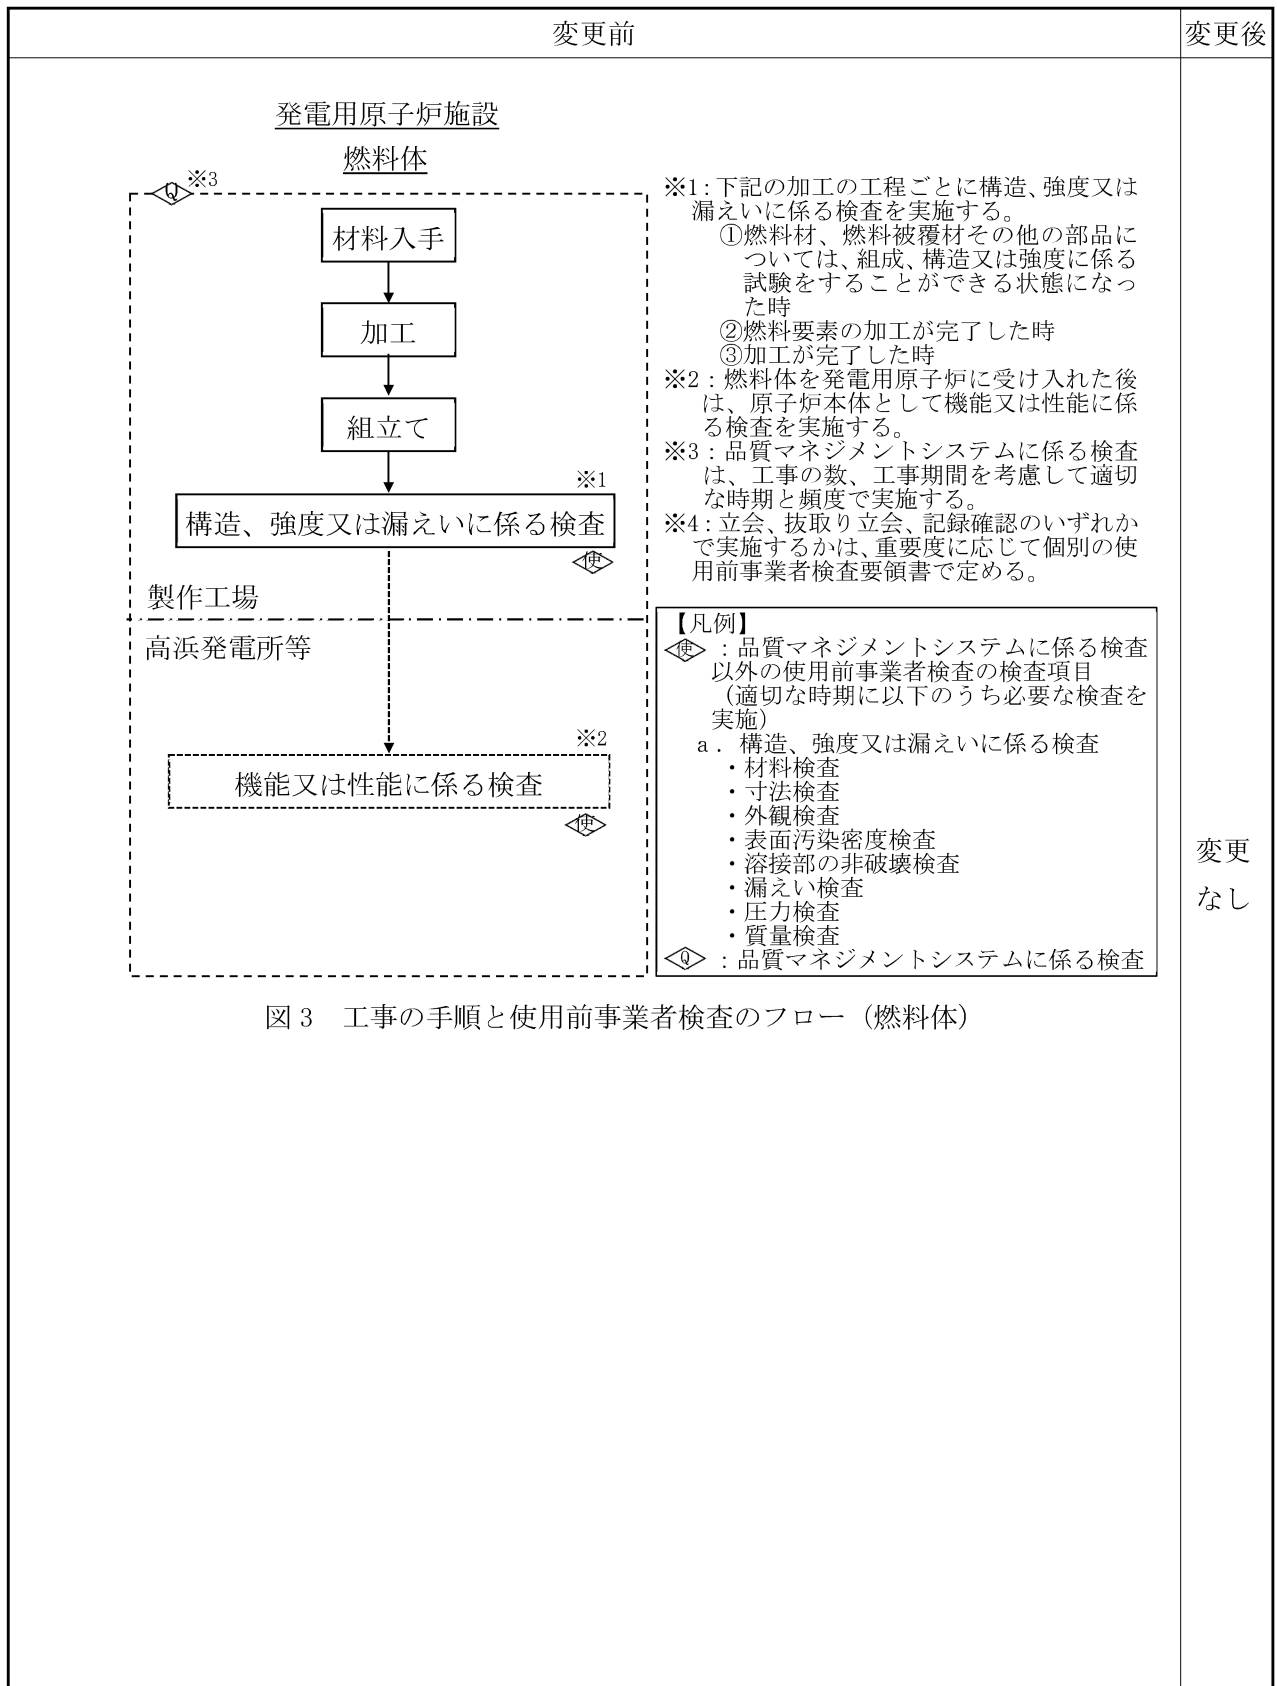 変更前
変更後
発電用原子炉施設
燃料体
Q
※3
材料入手
加工
組立て
※1
構造、強度又は漏えいに係る検査
使
製作工場
高浜発電所等
※2
機能又は性能に係る検査
使
※1：下記の加工の工程ごとに構造、強度又は
漏えいに係る検査を実施する。
①燃料材、燃料被覆材その他の部品に
ついては、組成、構造又は強度に係る
試験をすることができる状態になっ
た時
②燃料要素の加工が完了した時
③加工が完了した時
※2：燃料体を発電用原子炉に受け入れた後
は、原子炉本体として機能又は性能に係
る検査を実施する。
※3：品質マネジメントシステムに係る検査
は、工事の数、工事期間を考慮して適切
な時期と頻度で実施する。
※4：立会、抜取り立会、記録確認のいずれか
で実施するかは、重要度に応じて個別の使
用前事業者検査要領書で定める。
【凡例】
使：品質マネジメントシステムに係る検査
以外の使用前事業者検査の検査項目
（適切な時期に以下のうち必要な検査を
実施）
a．構造、強度又は漏えいに係る検査
・材料検査
・寸法検査
・外観検査
・表面汚染密度検査
・溶接部の非破壊検査
・漏えい検査
・圧力検査
・質量検査
Q：品質マネジメントシステムに係る検査
図3　工事の手順と使用前事業者検査のフロー（燃料体）
変更
なし